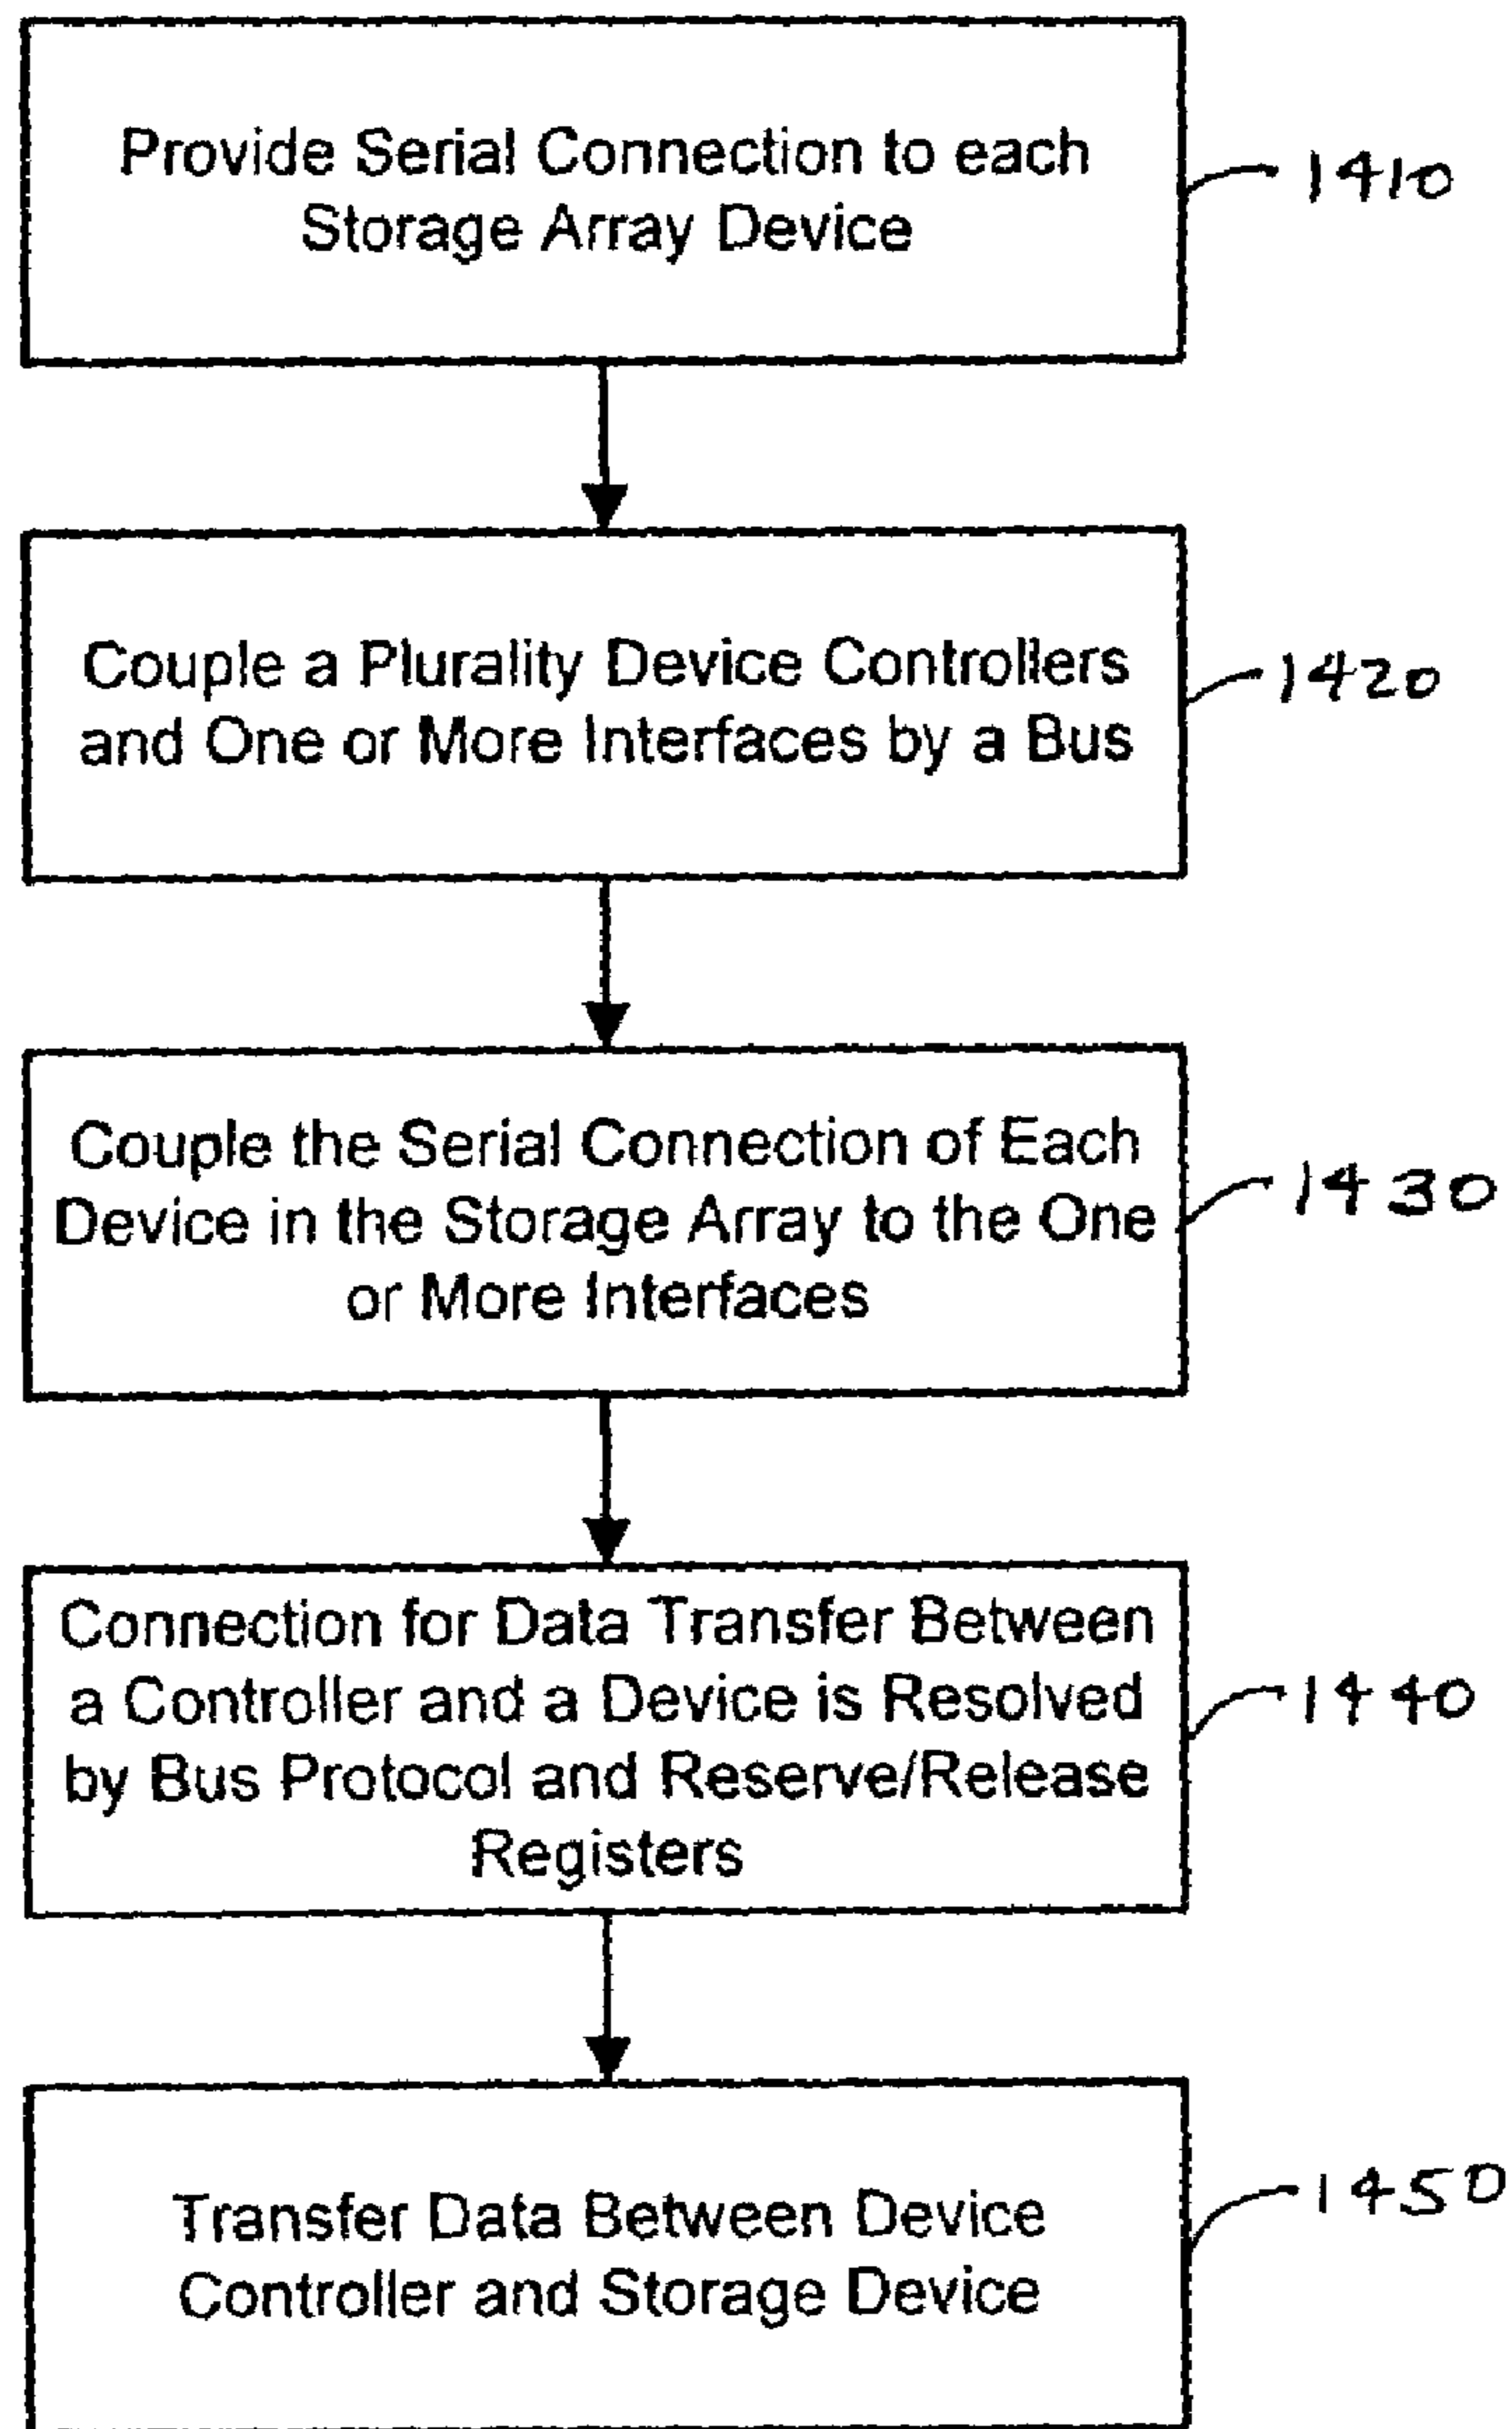 Provide Serial Connection to each
Storage Array Device
1410
Couple a Plurality Device Controllers
and One or More Interfaces by a Bus
1420
Couple the Serial Connection of Each
Device in the Storage Array to the One
or More Interfaces
1430
Connection for Data Transfer Between
a Controller and a Device is Resolved
by Bus Protocol and Reserve/Release
Registers
1440
Transfer Data Between Device
Controller and Storage Device
1450